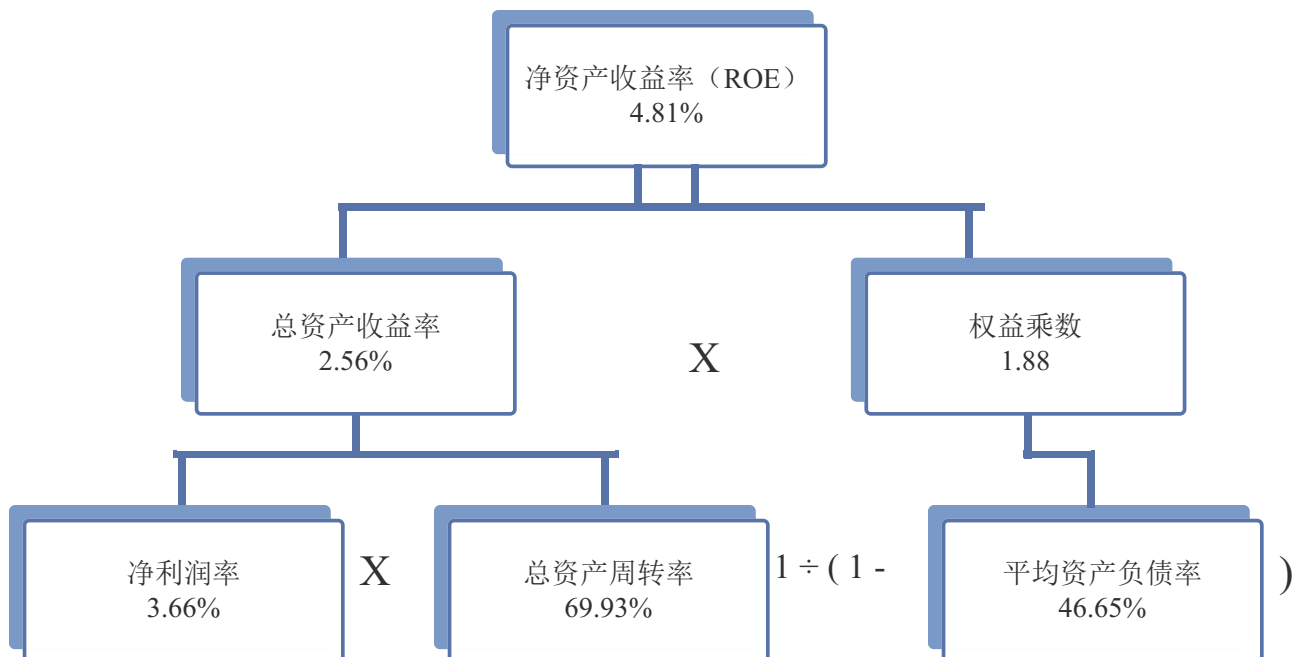 净资产收益率（ROE）
4.81%
总资产收益率
2.56%
X
权益乘数
1.88
净利润率
3.66%
X
总资产周转率
69.93%
1 ÷ ( 1 -
平均资产负债率
46.65%
)